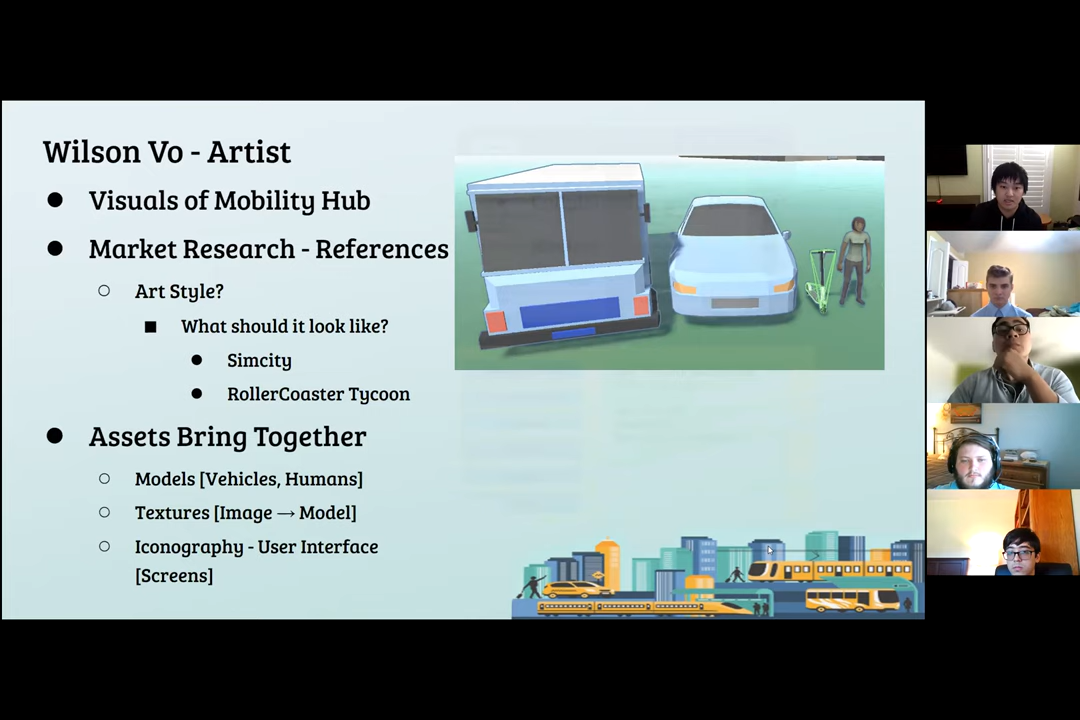 Wilson Vo - Artist
● Visuals of Mobility Hub
● Market Research - References
○ Art Style?
■ What should it look like?
● Simcity
● RollerCoaster Tycoon
● Assets Bring Together
○ Models [Vehicles, Humans]
○ Textures [Image → Model]
○ Iconography - User Interface
[Screens]